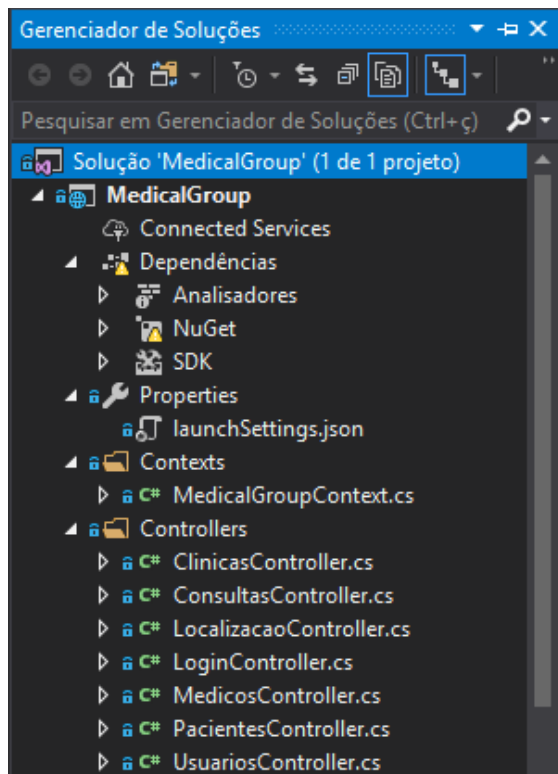 Gerenciador de Soluções
Pesquisar em Gerenciador de Soluções (Ctrl+ç)
Solução 'MedicalGroup' (1 de 1 projeto)
MedicalGroup
Connected Services
Dependências
Analisadores
NuGet
SDK
Properties
launchSettings.json
Contexts
C# MedicalGroupContext.cs
Controllers
C# ClinicasController.cs
C# ConsultasController.cs
C# LocalizacaoController.cs
C# LoginController.cs
C# MedicosController.cs
C# PacientesController.cs
C# UsuariosController.cs